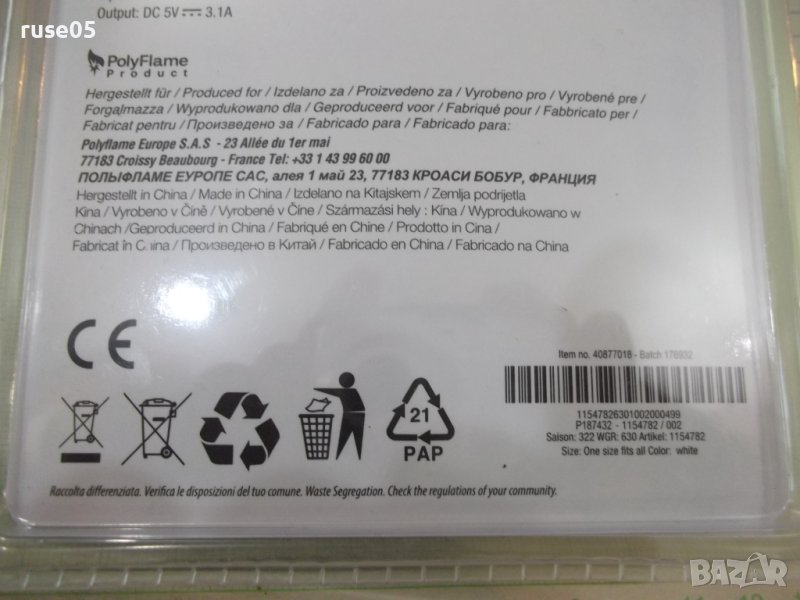 ruse05
Output: DC 5V 3.1A
PolyFlame
Product
Hergestellt für / Produced for / Izdelano za / Proizvedeno za / Vyrobeno pro / Vyrobené pre /
Forgalmazza / Wyprodukowano dla / Geproduceerd voor / Fabriqué pour / Fabbricato per /
Fabricat pentru / Произведено за / Fabricado para / Fabricado para:
Polyflame Europe S.A.S - 23 Allée du 1er mai
77183 Croissy Beaubourg - France Tel: +33 1 43 99 60 00
ПОЛЫФЛАМЕ ЕУРОПЕ САС, алея 1 май 23, 77183 КРОАСИ БОБУР, ФРАНЦИЯ
Hergestellt in China / Made in China / Izdelano na Kitajskem / Zemlja podrijetla
Kina / Vyrobeno v Číně / Vyrobené v Číne / Származási hely : Kína / Wyprodukowano w
Chinach /Geproduceerd in China / Fabriqué en Chine / Prodotto in Cina /
Fabricat în China / Произведено в Китай / Fabricado en China / Fabricado na China
CE
Item no. 40877018 - Batch 176932
11547826301002000499
P187432 - 1154782 / 002
Saison: 322 WGR: 630 Artikel: 1154782
Size: One size fits all Color: white
21
PAP
Raccolta differenziata. Verifica le disposizioni del tuo comune. Waste Segregation. Check the regulations of your community.
BAZAR